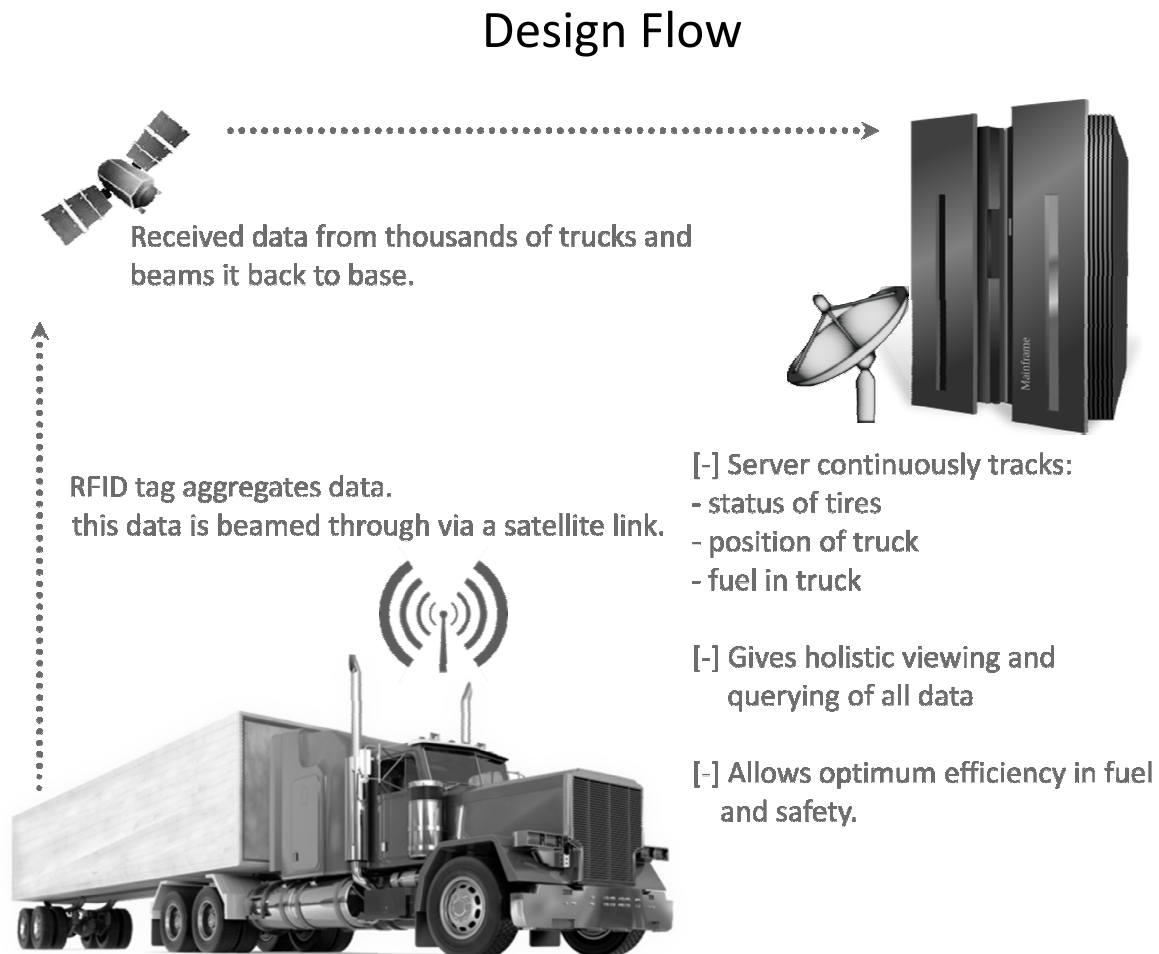 Design Flow
Received data from thousands of trucks and
beams it back to base.
Mainframe
RFID tag aggregates data.
this data is beamed through via a satellite link.
[-] Server continuously tracks:
- status of tires
- position of truck
- fuel in truck
[-] Gives holistic viewing and
querying of all data
[-] Allows optimum efficiency in fuel
and safety.